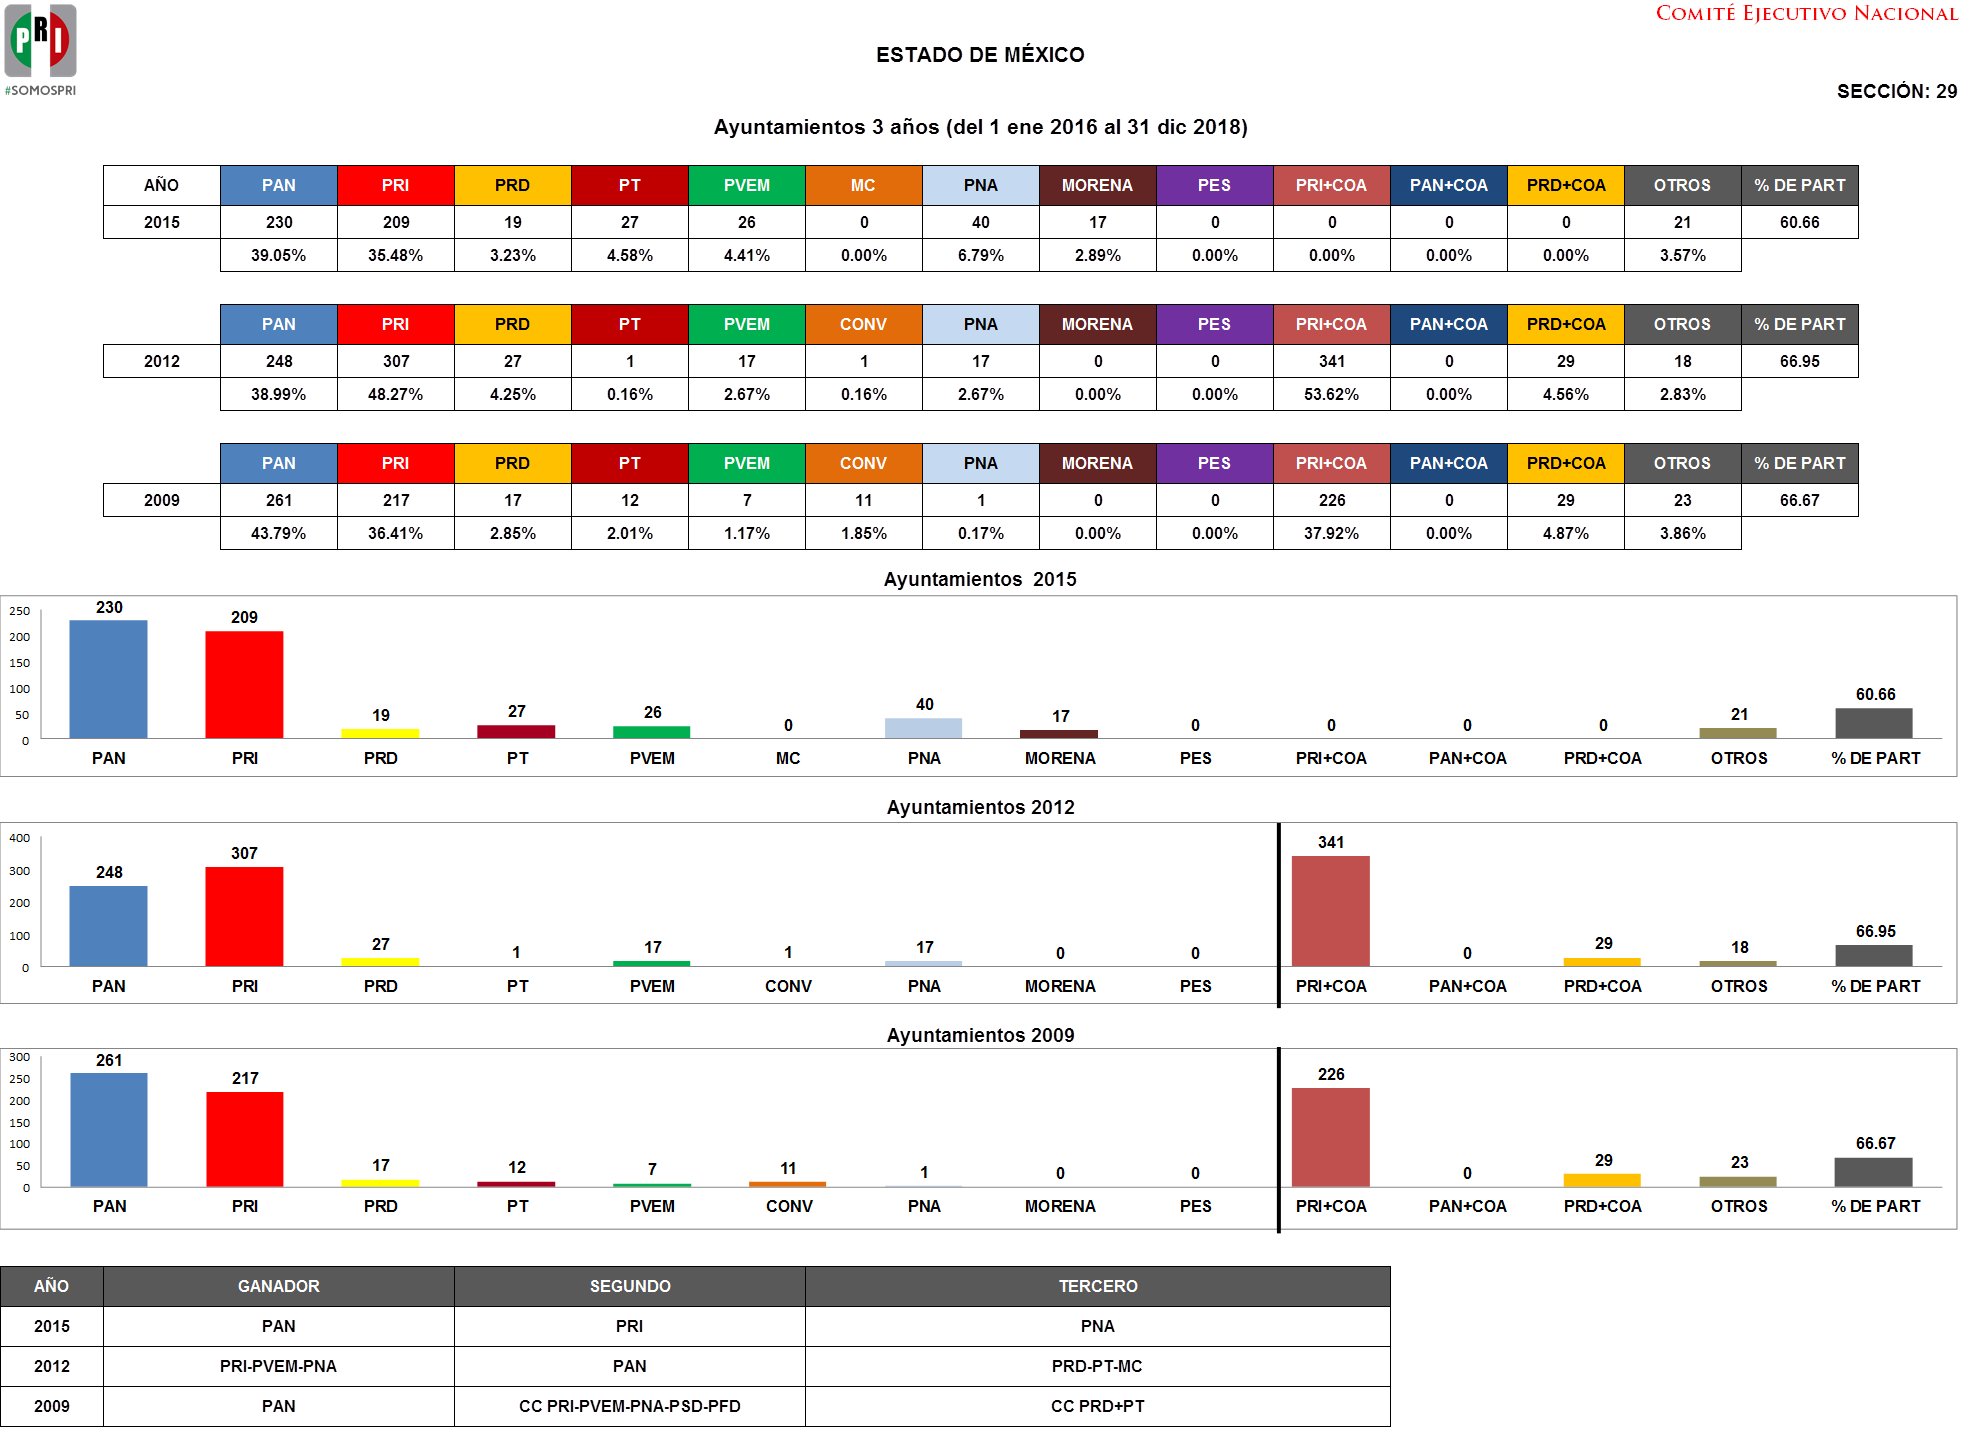 PRI
#SOMOSPRI
COMITÉ EJECUTIVO NACIONAL
ESTADO DE MÉXICO
SECCIÓN: 29
Ayuntamientos 3 años (del 1 ene 2016 al 31 dic 2018)
AÑO PAN PRI PRD PT PVEM MC PNA MORENA PES PRI+COA PAN+COA PRD+COA OTROS % DE PART
2015 230 209 19 27 26 0 40 17 0 0 0 0 21 60.66
39.05% 35.48% 3.23% 4.58% 4.41% 0.00% 6.79% 2.89% 0.00% 0.00% 0.00% 0.00% 3.57%
PAN PRI PRD PT PVEM CONV PNA MORENA PES PRI+COA PAN+COA PRD+COA OTROS % DE PART
2012 248 307 27 1 17 1 17 0 0 341 0 29 18 66.95
38.99% 48.27% 4.25% 0.16% 2.67% 0.16% 2.67% 0.00% 0.00% 53.62% 0.00% 4.56% 2.83%
PAN PRI PRD PT PVEM CONV PNA MORENA PES PRI+COA PAN+COA PRD+COA OTROS % DE PART
2009 261 217 17 12 7 11 1 0 0 226 0 29 23 66.67
43.79% 36.41% 2.85% 2.01% 1.17% 1.85% 0.17% 0.00% 0.00% 37.92% 0.00% 4.87% 3.86%
Ayuntamientos 2015
250
200
150
100
50
0
230 209 19 27 26 0 40 17 0 0 0 0 21 60.66
PAN PRI PRD PT PVEM MC PNA MORENA PES PRI+COA PAN+COA PRD+COA OTROS % DE PART
Ayuntamientos 2012
400
300
200
100
0
248 307 27 1 17 1 17 0 0 341 0 29 18 66.95
PAN PRI PRD PT PVEM CONV PNA MORENA PES PRI+COA PAN+COA PRD+COA OTROS % DE PART
Ayuntamientos 2009
300
250
200
150
100
50
0
261 217 17 12 7 11 1 0 0 226 0 29 23 66.67
PAN PRI PRD PT PVEM CONV PNA MORENA PES PRI+COA PAN+COA PRD+COA OTROS % DE PART
AÑO GANADOR SEGUNDO TERCERO
2015 PAN PRI PNA
2012 PRI-PVEM-PNA PAN PRD-PT-MC
2009 PAN CC PRI-PVEM-PNA-PSD-PFD CC PRD+PT